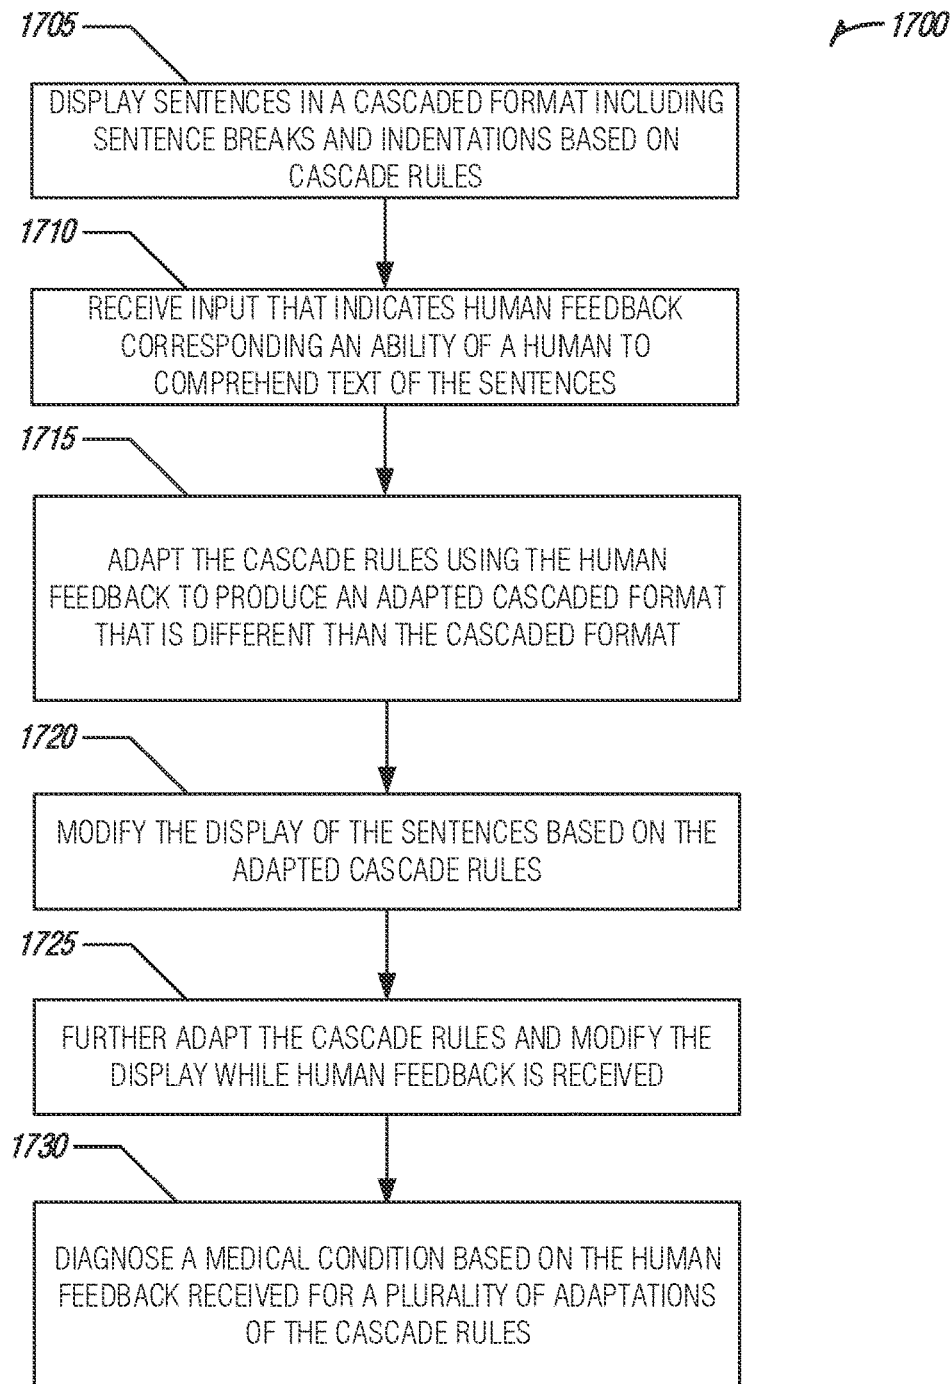 1705
1700
DISPLAY SENTENCES IN A CASCADED FORMAT INCLUDING
SENTENCE BREAKS AND INDENTATIONS BASED ON
CASCADE RULES
1710
RECEIVE INPUT THAT INDICATES HUMAN FEEDBACK
CORRESPONDING AN ABILITY OF A HUMAN TO
COMPREHEND TEXT OF THE SENTENCES
1715
ADAPT THE CASCADE RULES USING THE HUMAN
FEEDBACK TO PRODUCE AN ADAPTED CASCADED FORMAT
THAT IS DIFFERENT THAN THE CASCADED FORMAT
1720
MODIFY THE DISPLAY OF THE SENTENCES BASED ON THE
ADAPTED CASCADE RULES
1725
FURTHER ADAPT THE CASCADE RULES AND MODIFY THE
DISPLAY WHILE HUMAN FEEDBACK IS RECEIVED
1730
DIAGNOSE A MEDICAL CONDITION BASED ON THE HUMAN
FEEDBACK RECEIVED FOR A PLURALITY OF ADAPTATIONS
OF THE CASCADE RULES